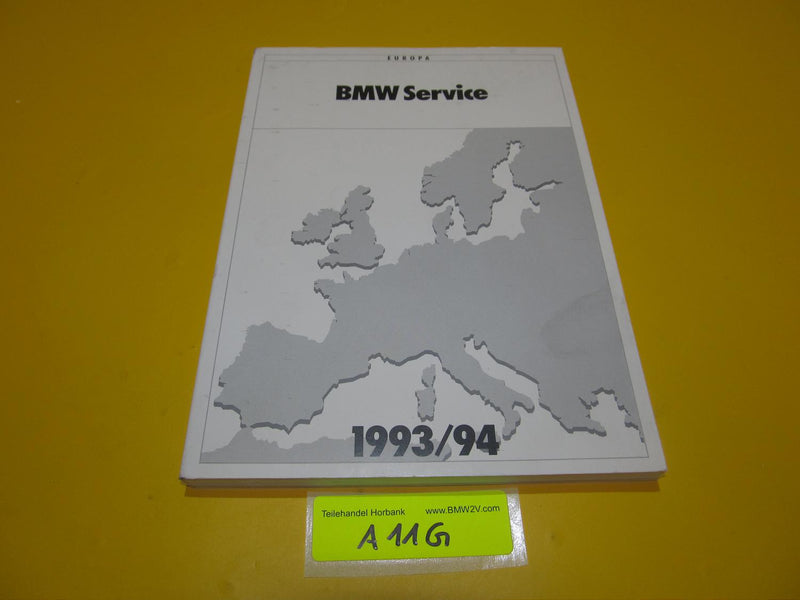 EUROPA
BMW Service
1993/94
Teilehandel Horbank www.BMW2V.com
A 11 G